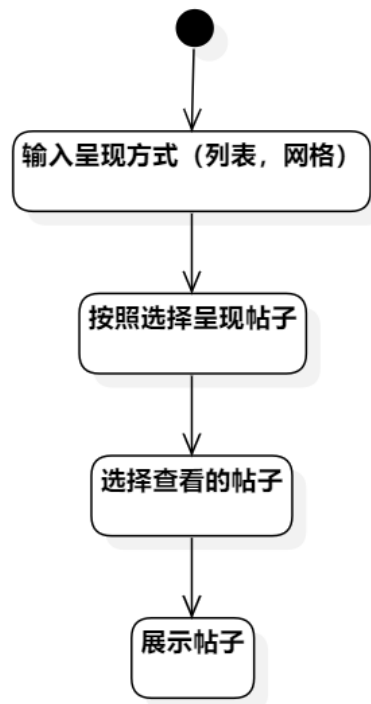 输入呈现方式（列表，网格）
按照选择呈现帖子
选择查看的帖子
展示帖子